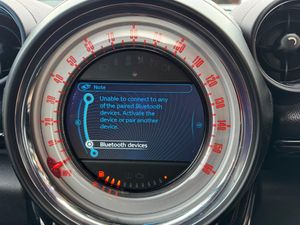 Note
Unable to connect to any
of the paired Bluetooth
devices. Activate the
device or pair another
device.
Bluetooth devices